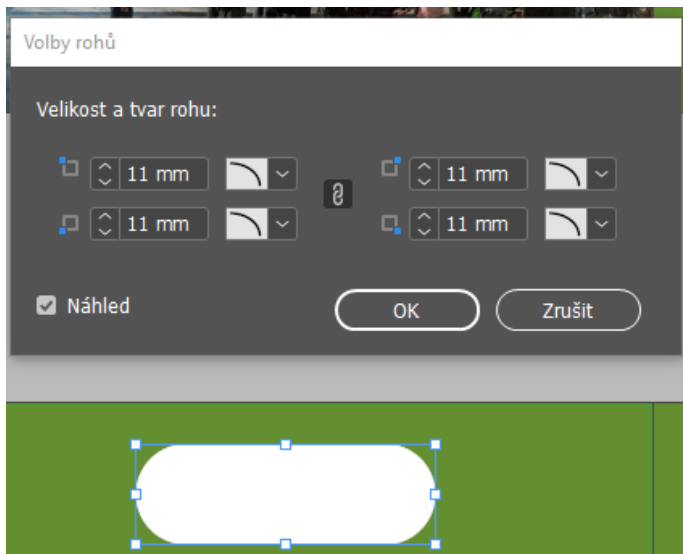 Volby rohů
Velikost a tvar rohu:
11 mm 11 mm
11 mm 11 mm
Náhled OK Zrušit